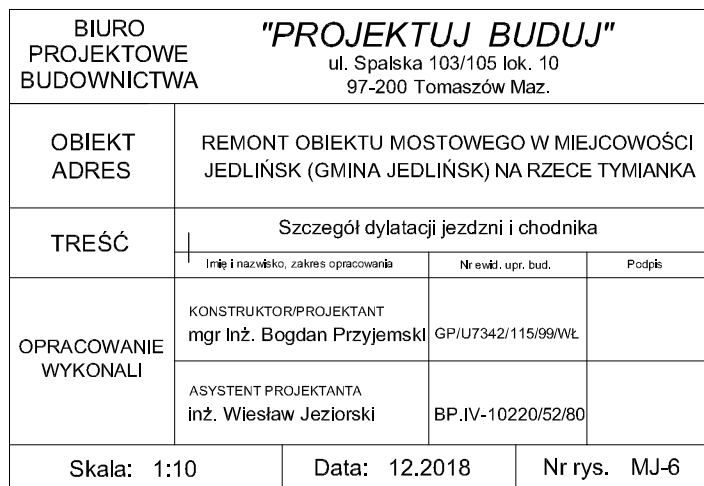 BIURO
PROJEKTOWE
BUDOWNICTWA
"PROJEKTUJ BUDUJ"
ul. Spalska 103/105 lok. 10
97-200 Tomaszów Maz.
OBIEKT
ADRES
REMONT OBIEKTU MOSTOWEGO W MIEJCOWOŚCI
JEDLIŃSK (GMINA JEDLIŃSK) NA RZECE TYMIANKA
TREŚĆ
Szczegół dylatacji jezdzni i chodnika
Imię i nazwisko, zakres opracowania
Nr ewid. upr. bud.
Podpis
OPRACOWANIE
WYKONALI
KONSTRUKTOR/PROJEKTANT
mgr Inż. Bogdan Przyjemski
GP/U7342/115/99/WŁ
ASYSTENT PROJEKTANTA
inż. Wiesław Jeziorski
BP.IV-10220/52/80
Skala: 1:10
Data: 12.2018
Nr rys. MJ-6